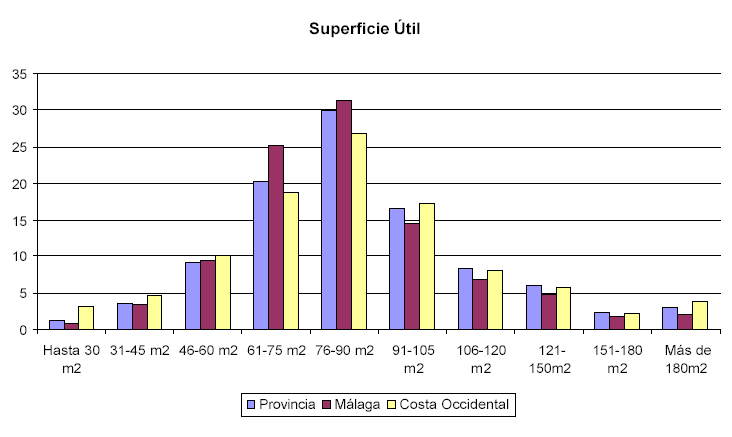 Superficie Útil
35
30
25
20
15
10
5
0
Hasta 30 m2
31-45 m2
46-60 m2
61-75 m2
76-90 m2
91-105 m2
106-120 m2
121-150m2
151-180 m2
Más de 180m2
Provincia Málaga Costa Occidental